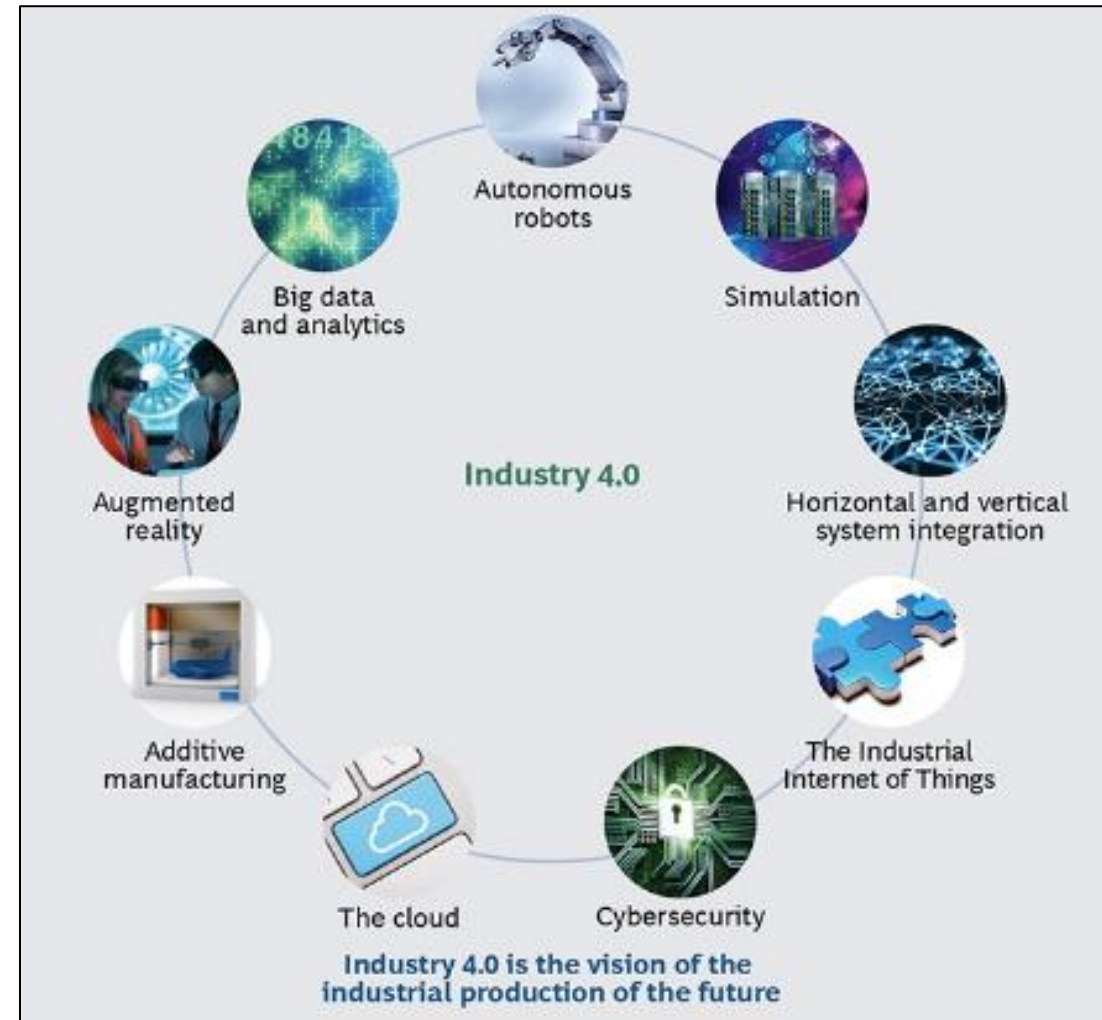 Autonomous
robots
Simulation
Horizontal and vertical
system integration
The Industrial
Internet of Things
Cybersecurity
The cloud
Additive
manufacturing
Augmented
reality
Big data
and analytics
Industry 4.0
Industry 4.0 is the vision of the
industrial production of the future